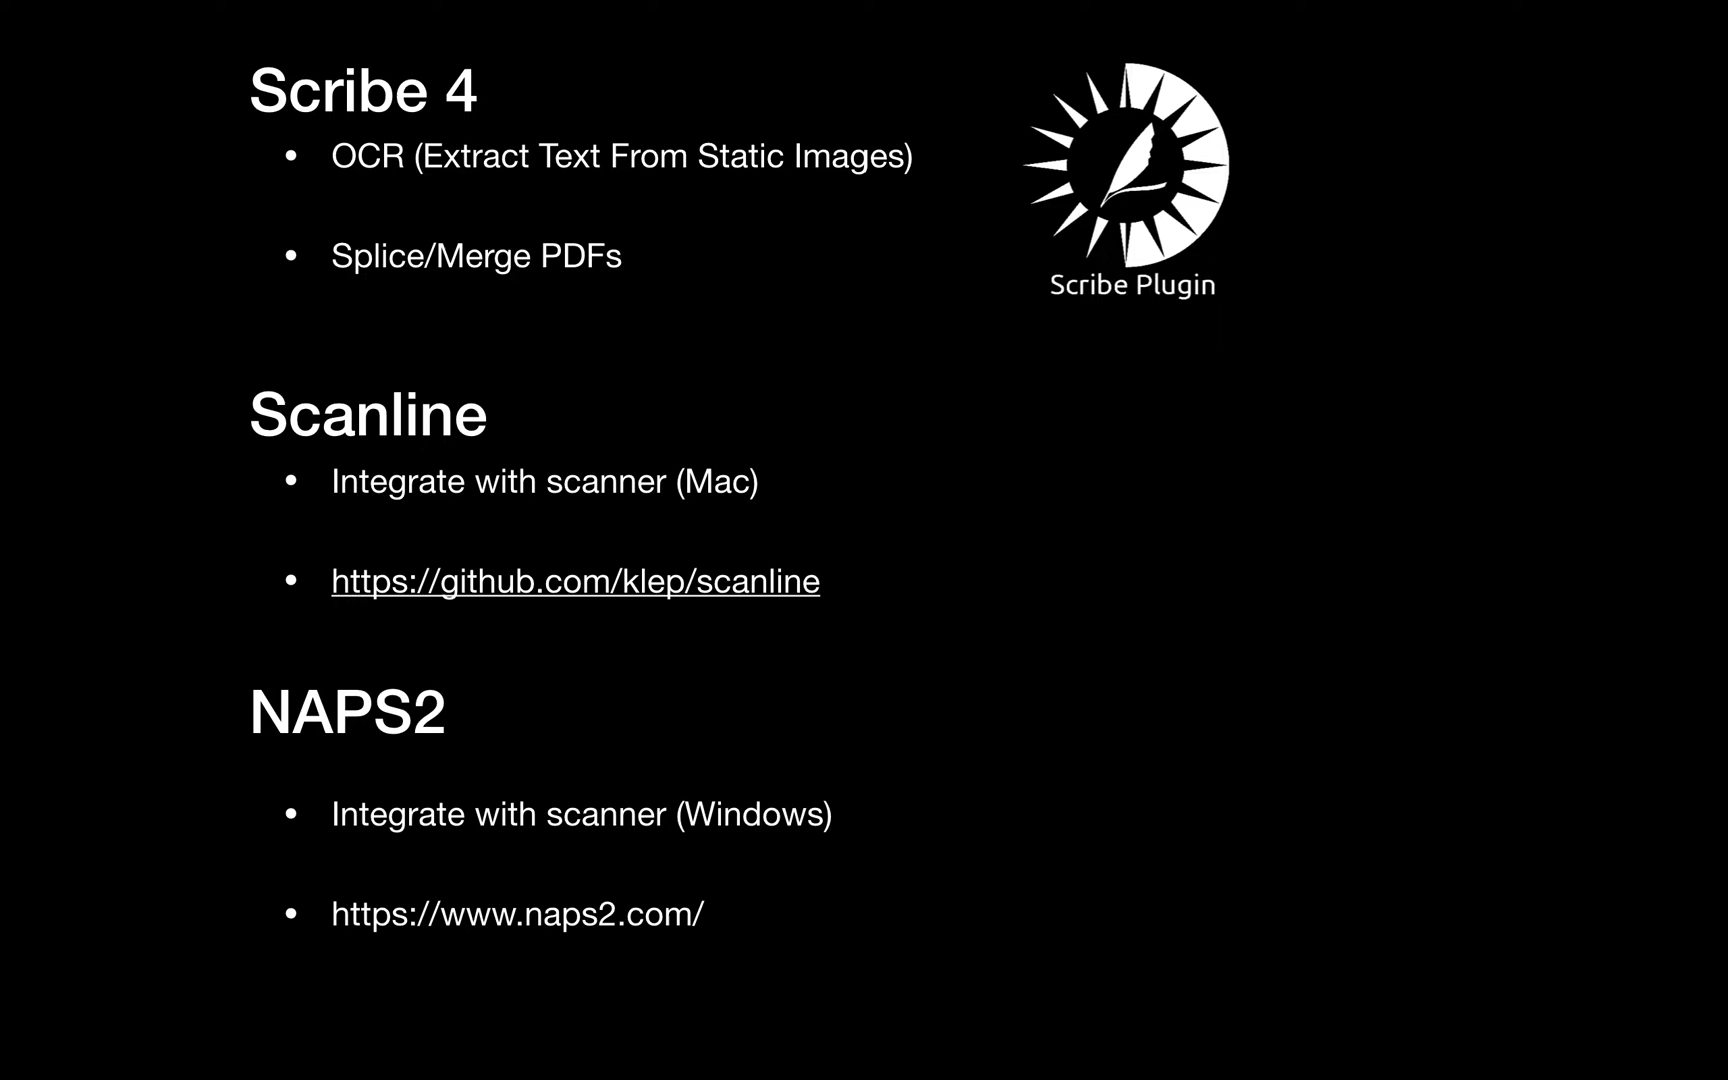 Scribe 4
• OCR (Extract Text From Static Images)
• Splice/Merge PDFs
Scribe Plugin
Scanline
• Integrate with scanner (Mac)
• https://github.com/klep/scanline
NAPS2
• Integrate with scanner (Windows)
• https://www.naps2.com/